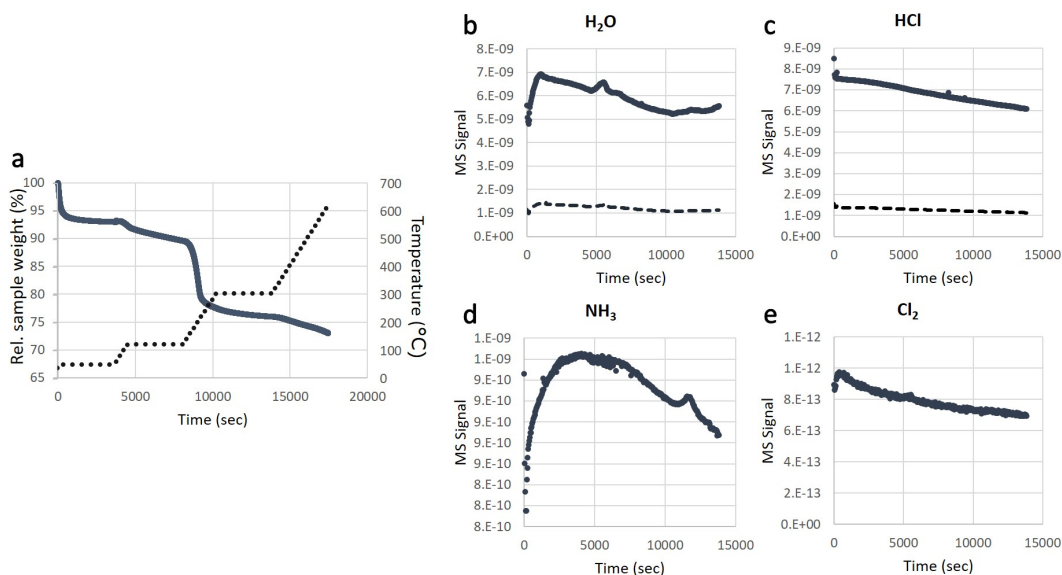 a
Rel. sample weight (%)
100
95
90
85
80
75
70
65
700
600
500
400
300
200
100
0
Temperature (°C)
0 5000 10000 15000 20000
Time (sec)
b
H₂O
MS Signal
8.E-09
7.E-09
6.E-09
5.E-09
4.E-09
3.E-09
2.E-09
1.E-09
0.E+00
0 5000 10000 15000
Time (sec)
c
HCl
MS Signal
9.E-09
8.E-09
7.E-09
6.E-09
5.E-09
4.E-09
3.E-09
2.E-09
1.E-09
0.E+00
0 5000 10000 15000
Time (sec)
d
NH₃
MS Signal
1.E-09
1.E-09
9.E-10
9.E-10
9.E-10
9.E-10
8.E-10
8.E-10
8.E-10
0 5000 10000 15000
Time (sec)
e
Cl₂
MS Signal
1.E-12
1.E-12
8.E-13
6.E-13
4.E-13
2.E-13
0.E+00
0 5000 10000 15000
Time (sec)